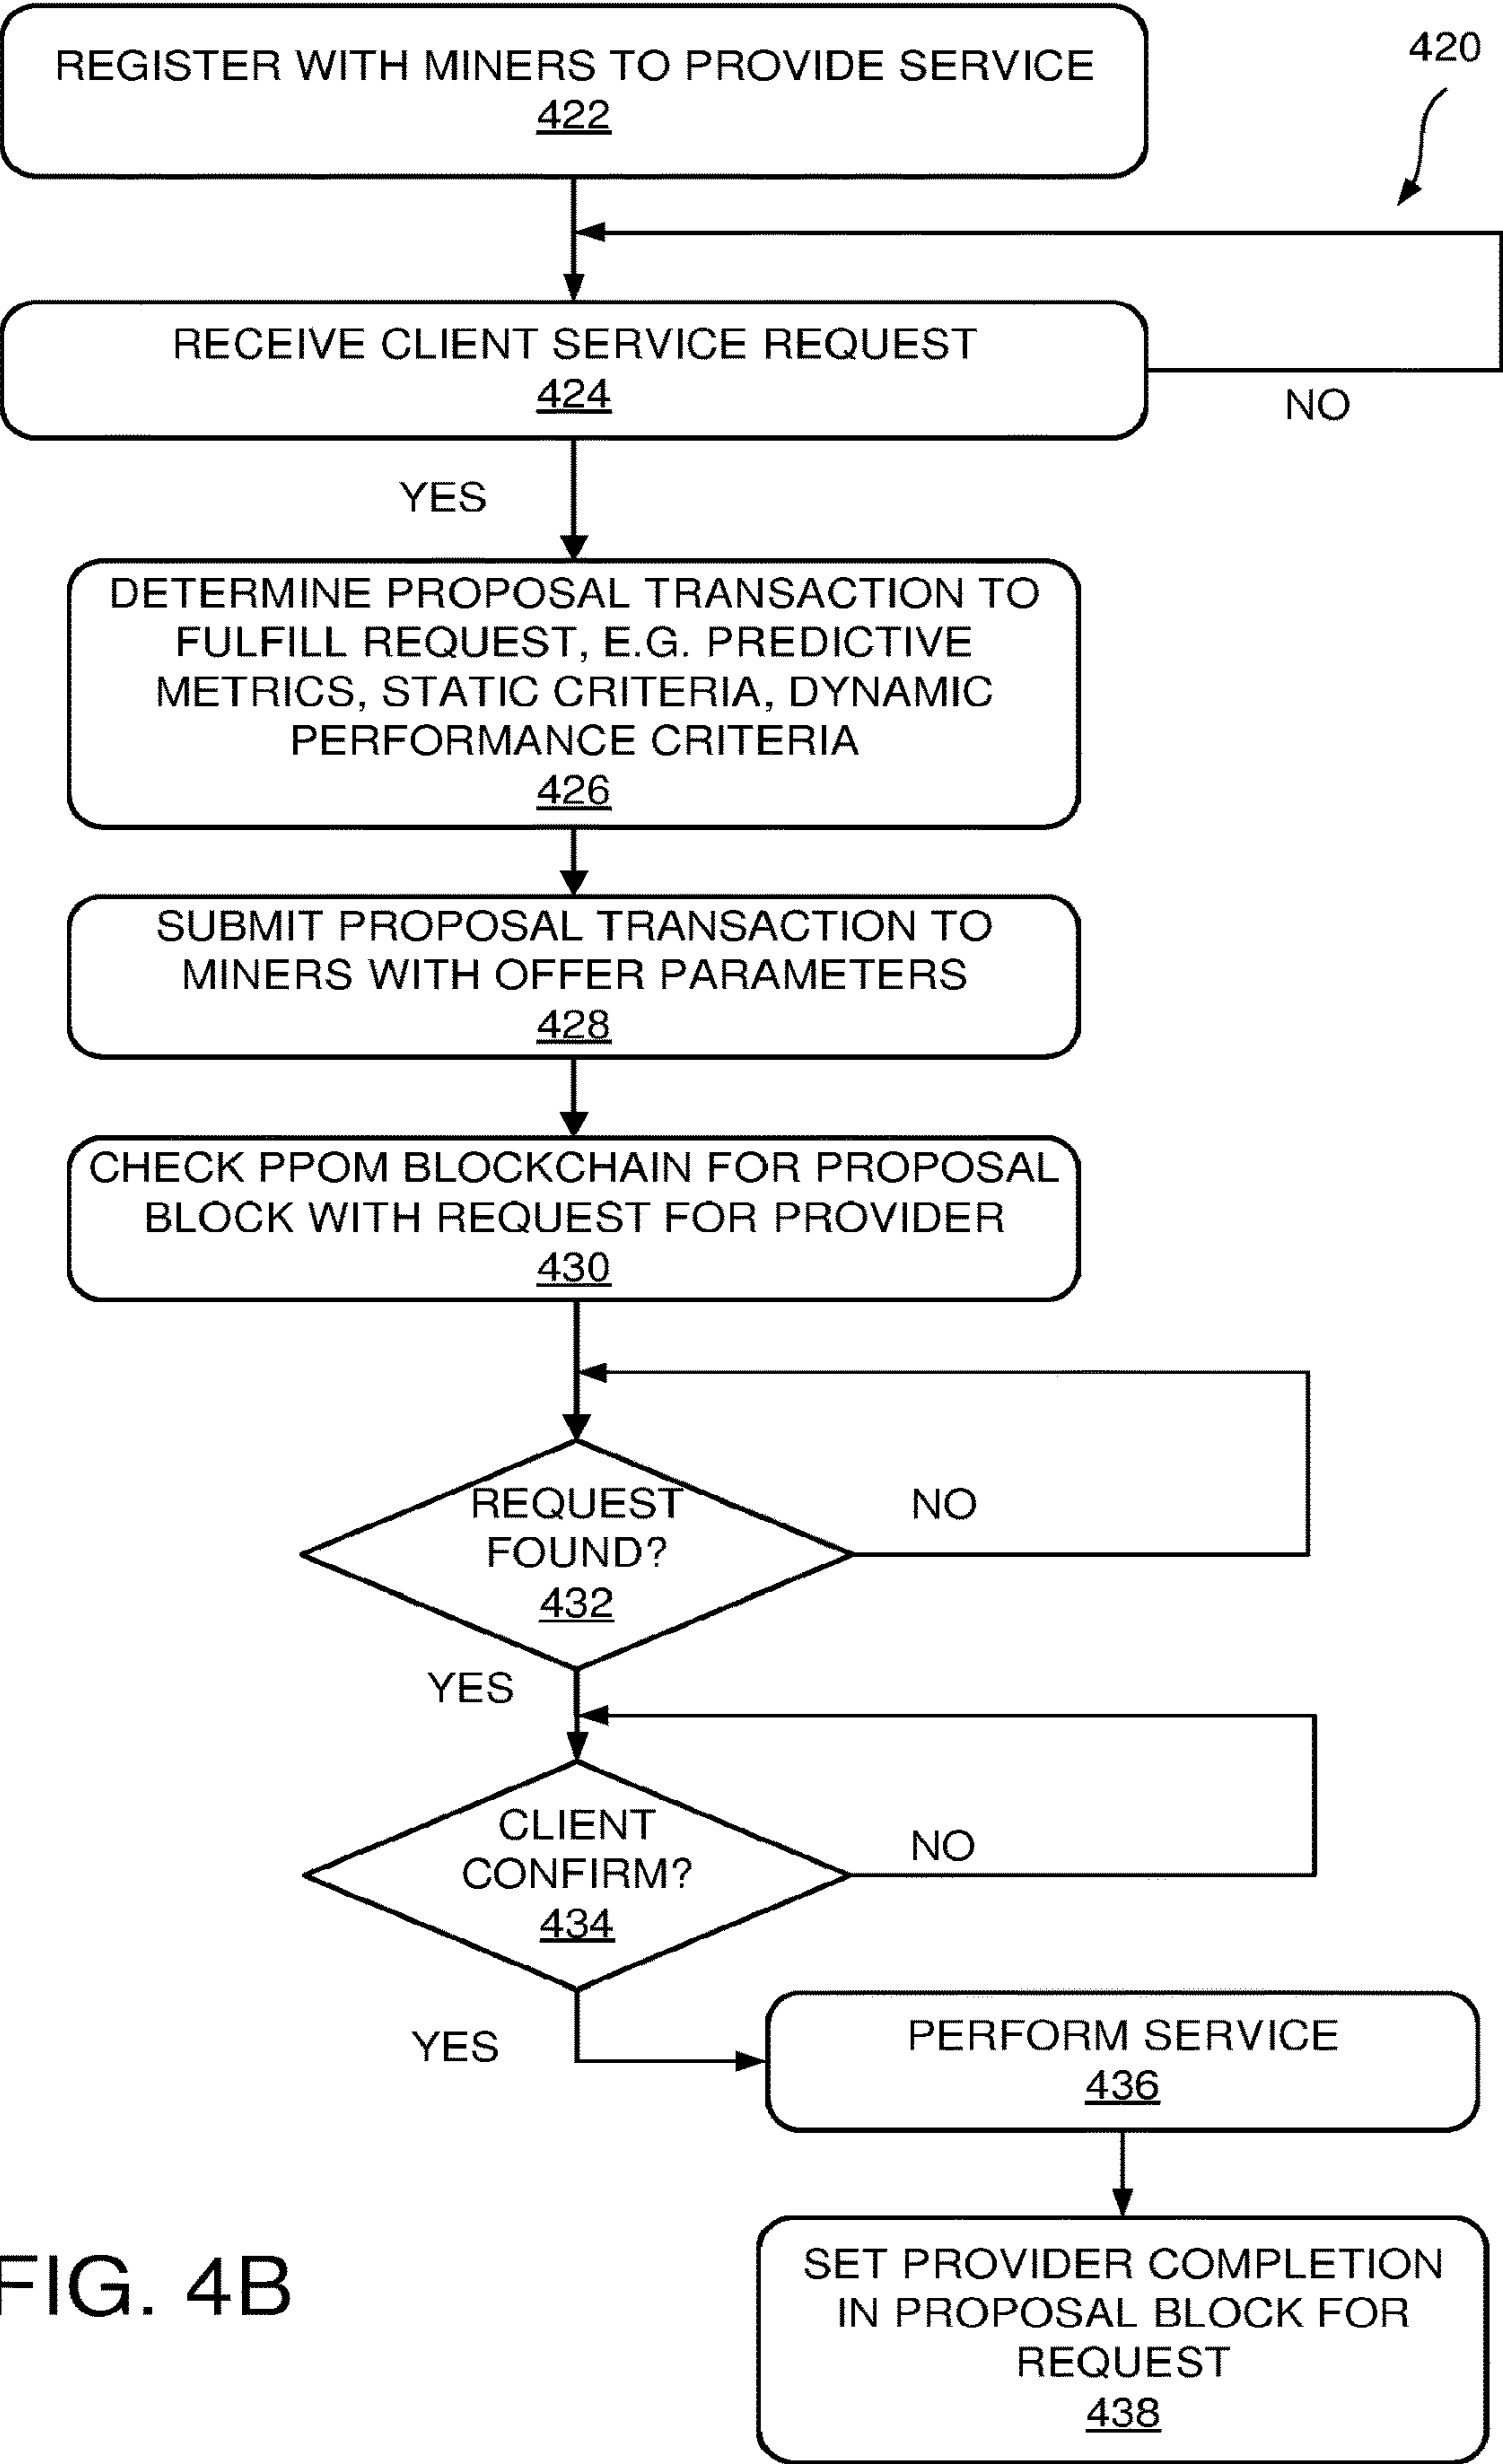 REGISTER WITH MINERS TO PROVIDE SERVICE
422
420
RECEIVE CLIENT SERVICE REQUEST
424
NO
YES
DETERMINE PROPOSAL TRANSACTION TO
FULFILL REQUEST, E.G. PREDICTIVE
METRICS, STATIC CRITERIA, DYNAMIC
PERFORMANCE CRITERIA
426
SUBMIT PROPOSAL TRANSACTION TO
MINERS WITH OFFER PARAMETERS
428
CHECK PPOM BLOCKCHAIN FOR PROPOSAL
BLOCK WITH REQUEST FOR PROVIDER
430
REQUEST
FOUND?
432
NO
YES
CLIENT
CONFIRM?
434
NO
YES
PERFORM SERVICE
436
SET PROVIDER COMPLETION
IN PROPOSAL BLOCK FOR
REQUEST
438
FIG. 4B